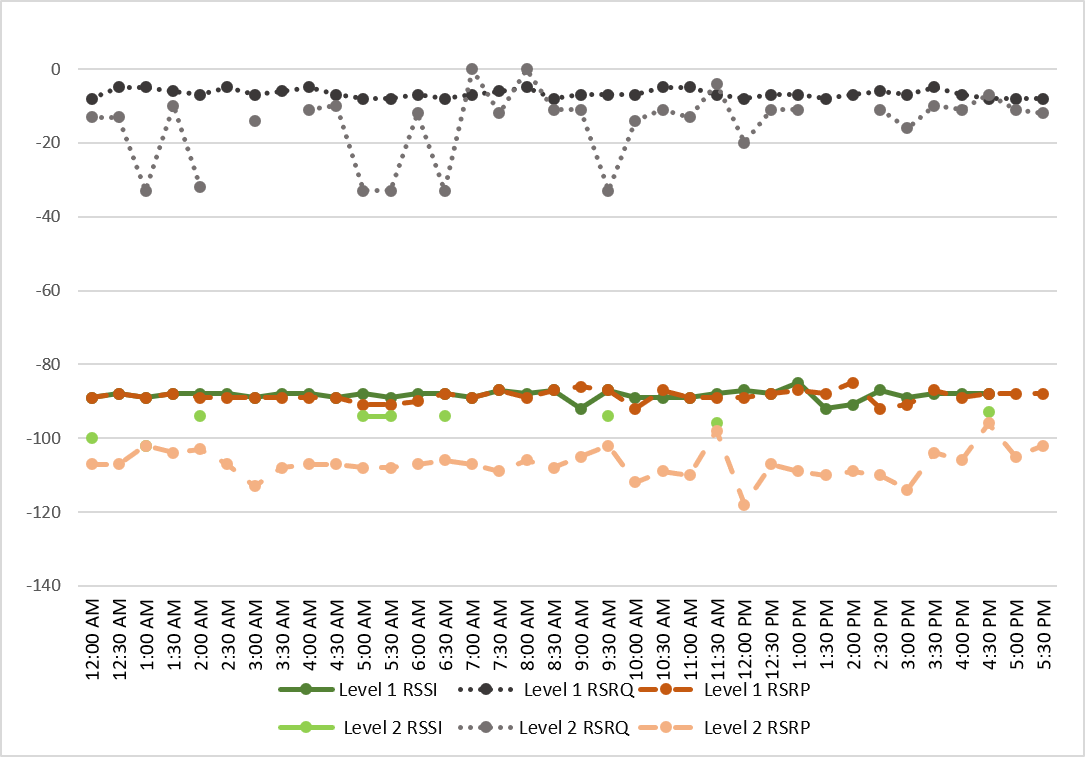 0
-20
-40
-60
-80
-100
-120
-140
12:00 AM
12:30 AM
1:00 AM
1:30 AM
2:00 AM
2:30 AM
3:00 AM
3:30 AM
4:00 AM
4:30 AM
5:00 AM
5:30 AM
6:00 AM
6:30 AM
7:00 AM
7:30 AM
8:00 AM
8:30 AM
9:00 AM
9:30 AM
10:00 AM
10:30 AM
11:00 AM
11:30 AM
12:00 PM
12:30 PM
1:00 PM
1:30 PM
2:00 PM
2:30 PM
3:00 PM
3:30 PM
4:00 PM
4:30 PM
5:00 PM
5:30 PM
Level 1 RSSI Level 1 RSRQ Level 1 RSRP
Level 2 RSSI Level 2 RSRQ Level 2 RSRP